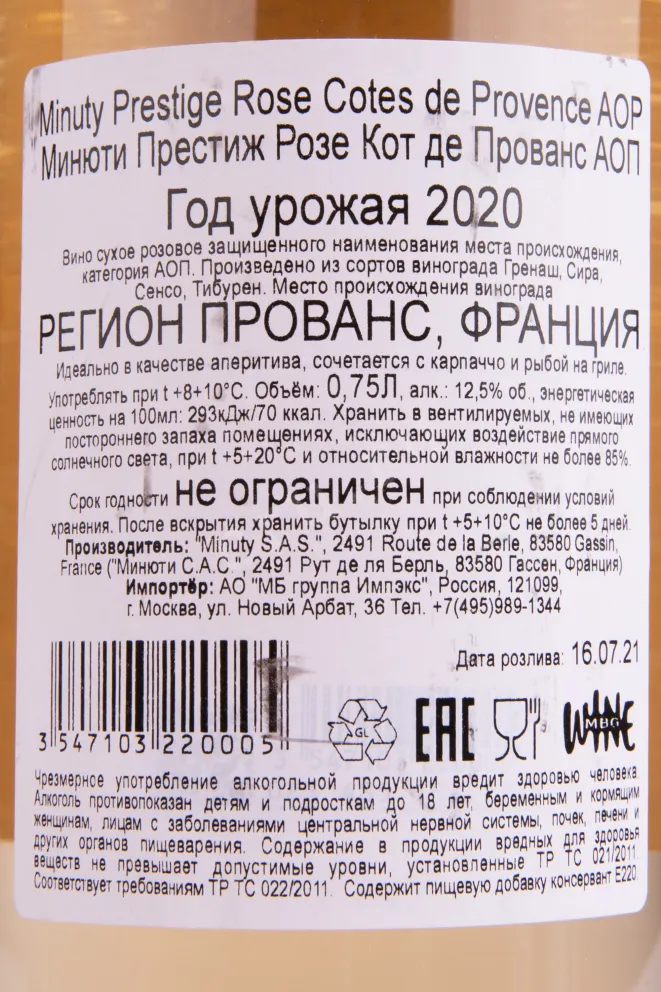 Minuty Prestige Rose Cotes de Provence AOP
Минюти Престиж Розе Кот де Прованс АОП
Год урожая 2020
Вино сухое розовое защищенного наименования места происхождения,
категория АОП. Произведено из сортов винограда Гренаш, Сира,
Сенсо, Тибурен. Место происхождения винограда
РЕГИОН ПРОВАНС, ФРАНЦИЯ
Идеально в качестве аперитива, сочетается с карпаччо и рыбой на гриле.
Употреблять при t +8+10°С. Объём: 0,75Л, алк.: 12,5% об., энергетическая
ценность на 100мл: 293кДж/70 ккал. Хранить в вентилируемых, не имеющих
постороннего запаха помещениях, исключающих воздействие прямого
солнечного света, при t +5+20°С и относительной влажности не более 85%.
Срок годности не ограничен при соблюдении условий
хранения. После вскрытия хранить бутылку при t +5+10°С не более 5 дней.
Производитель: "Minuty S.A.S.", 2491 Route de la Berle, 83580 Gassin,
France ("Минюти С.А.С.", 2491 Рут де ля Берль, 83580 Гассен, Франция)
Импортёр: АО "МБ группа Импэкс", Россия, 121099,
г. Москва, ул. Новый Арбат, 36 Тел. +7(495)989-1344
Дата розлива: 16.07.21
3 547103 220005
GL
EAC
WINE
MBG
Чрезмерное употребление алкогольной продукции вредит здоровью человека.
Алкоголь противопоказан детям и подросткам до 18 лет, беременным и кормящим
женщинам, лицам с заболеваниями центральной нервной системы, почек, печени и
других органов пищеварения. Содержание в продукции вредных для здоровья
веществ не превышает допустимые уровни, установленные ТР ТС 021/2011.
Соответствует требованиям ТР ТС 022/2011. Содержит пищевую добавку консервант Е220.